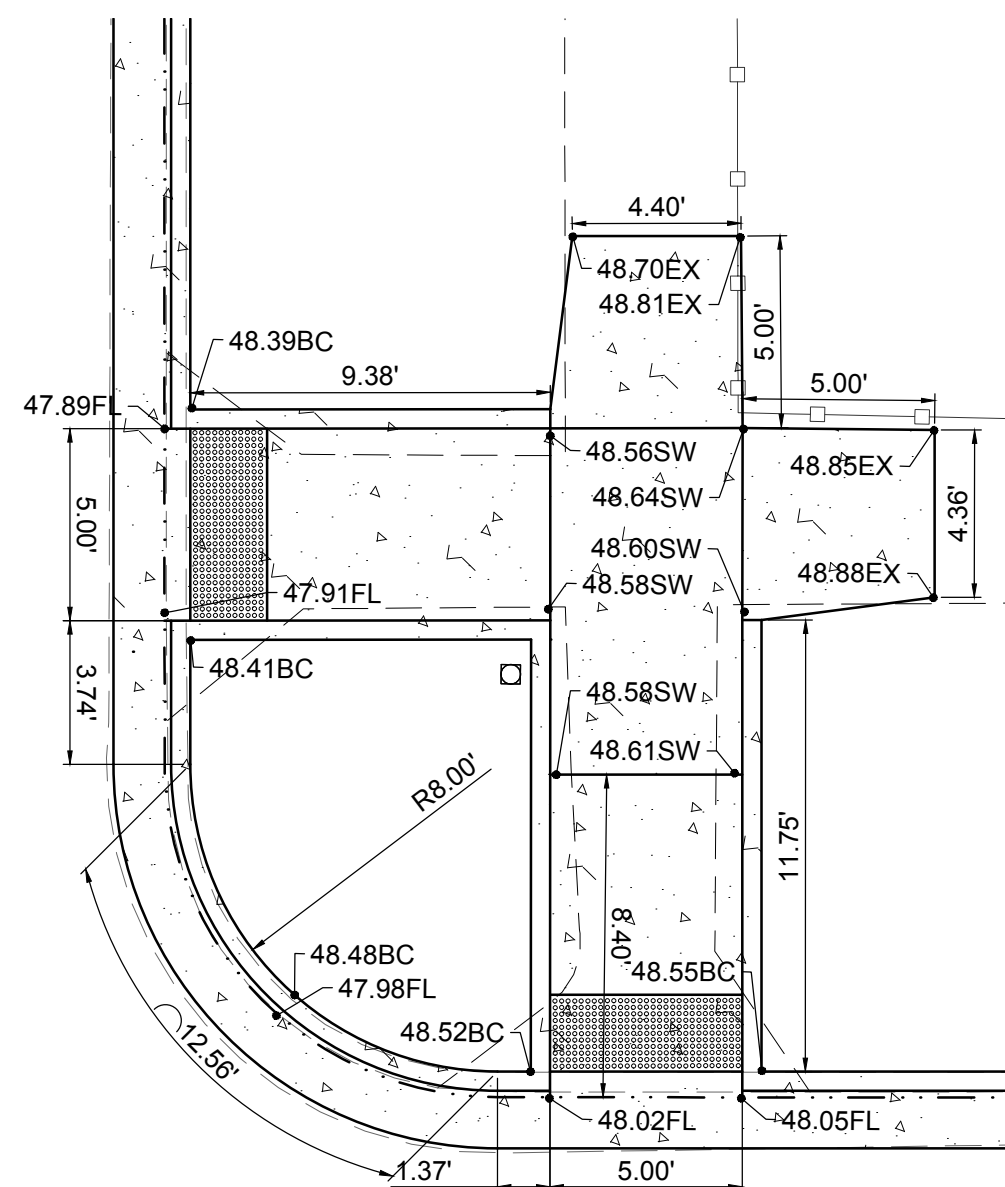 4.40'
48.70EX
48.81EX
5.00'
48.39BC
9.38'
5.00'
47.89FL
48.56SW
48.85EX
48.64SW
5.00'
4.36'
48.60SW
48.88EX
48.58SW
47.91FL
48.41BC
3.74'
48.58SW
48.61SW
R8.00'
11.75'
8.40'
48.48BC
48.55BC
47.98FL
48.52BC
12.56'
48.02FL
48.05FL
1.37'
5.00'